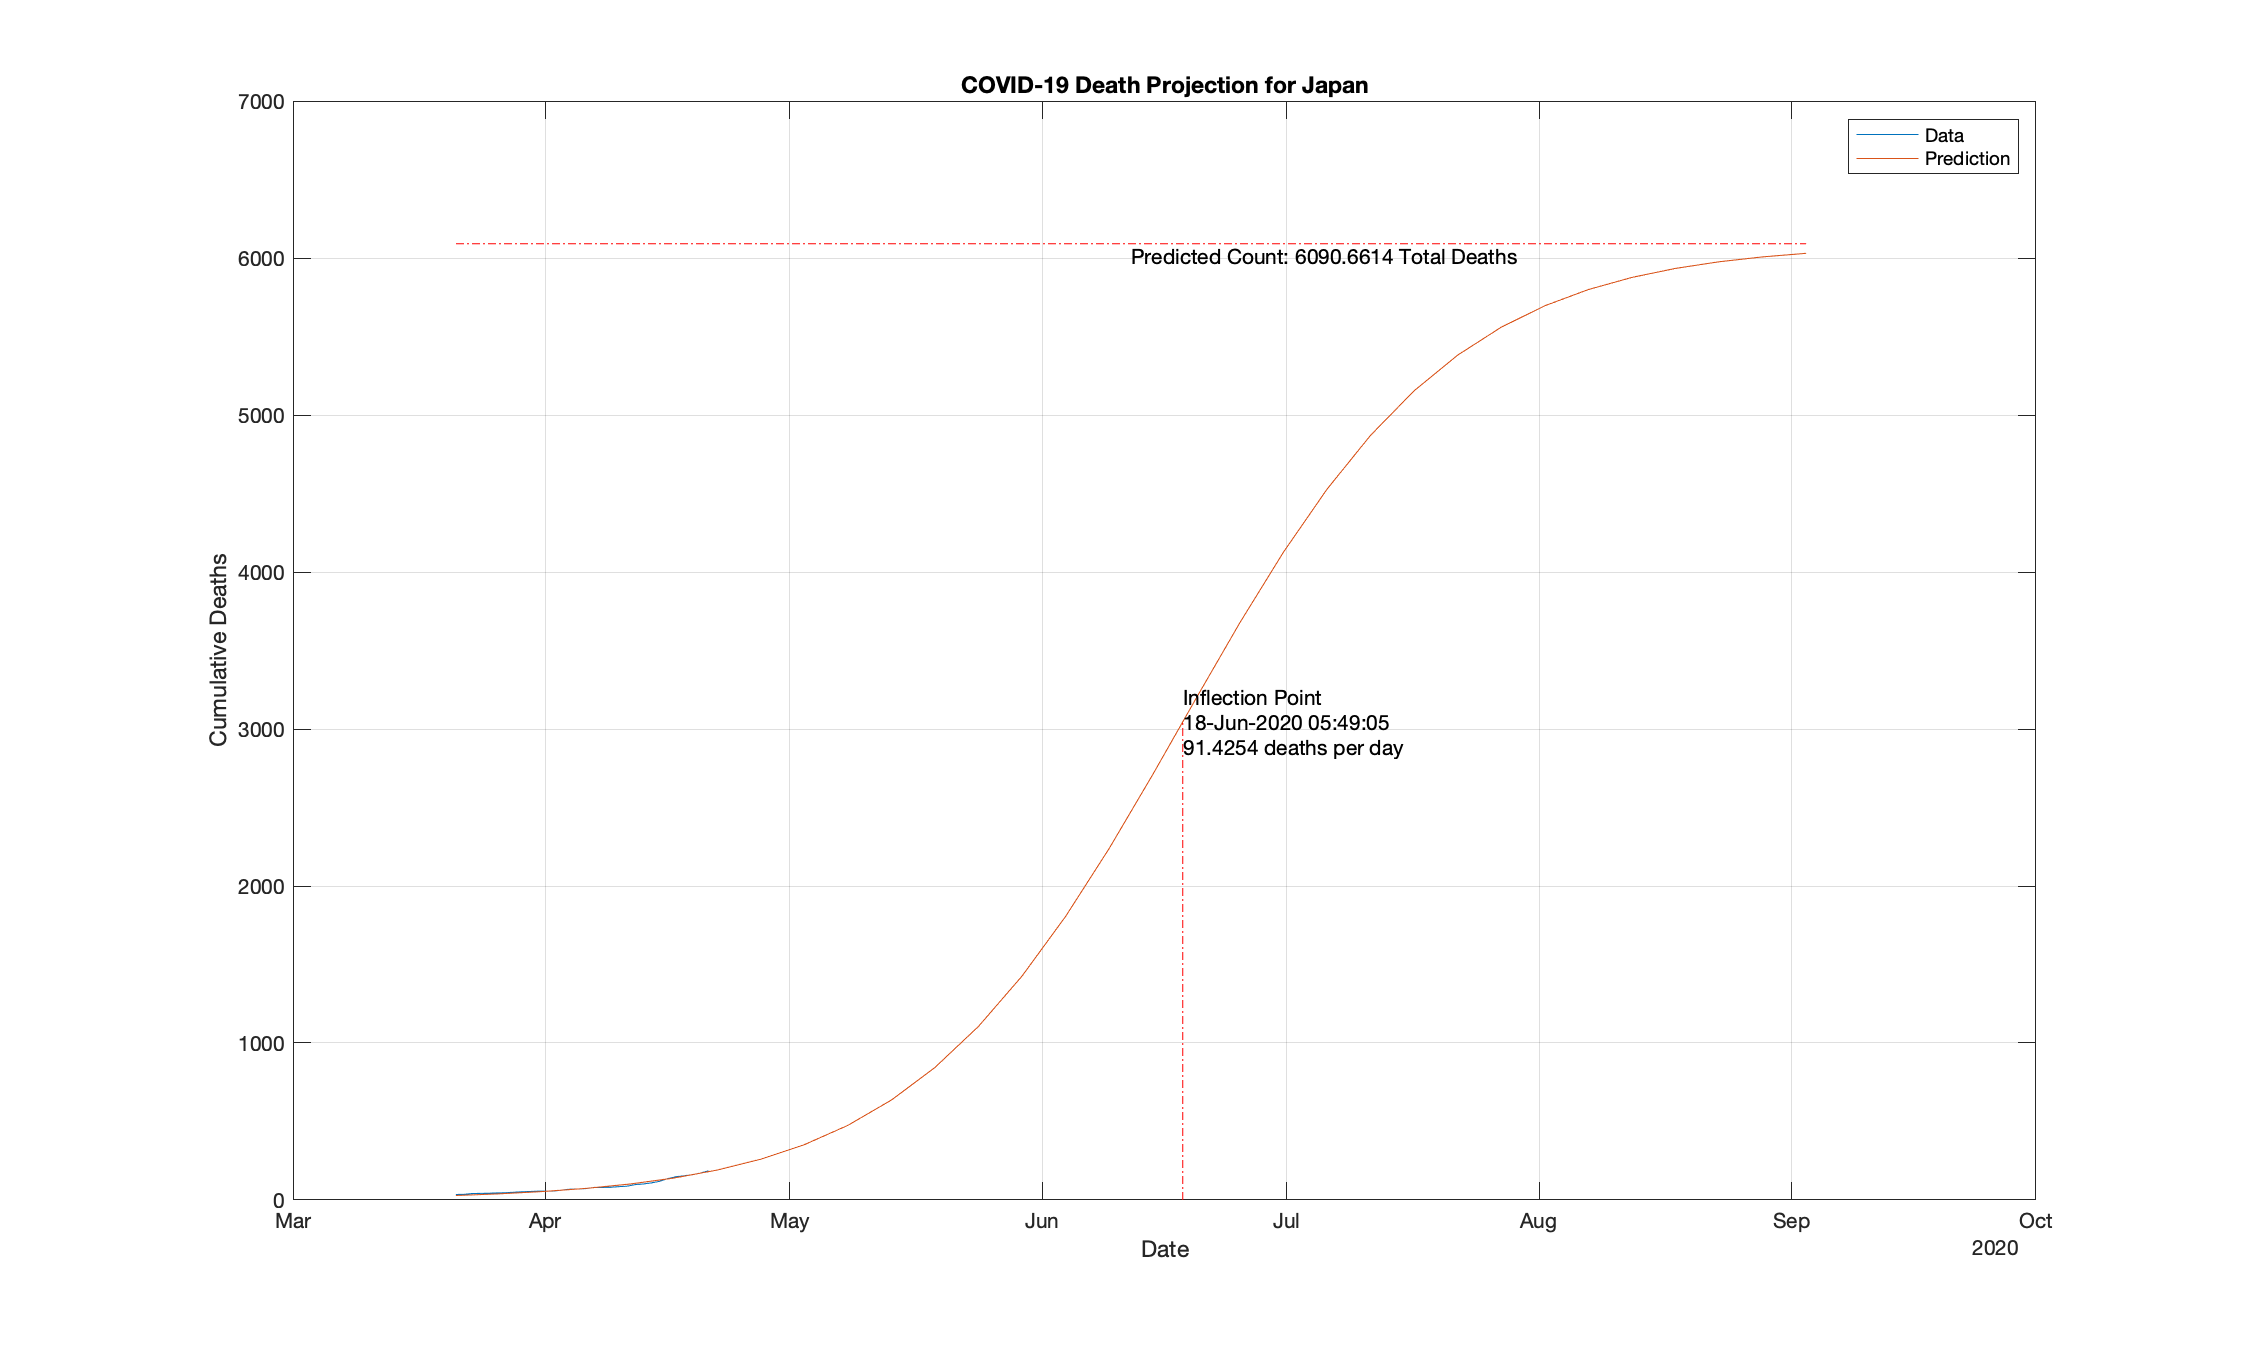 COVID-19 Death Projection for Japan
7000
6000
5000
4000
3000
2000
1000
0
Cumulative Deaths
Data
Prediction
Predicted Count: 6090.6614 Total Deaths
Inflection Point
18-Jun-2020 05:49:05
91.4254 deaths per day
Mar Apr May Jun Jul Aug Sep Oct
Date
2020